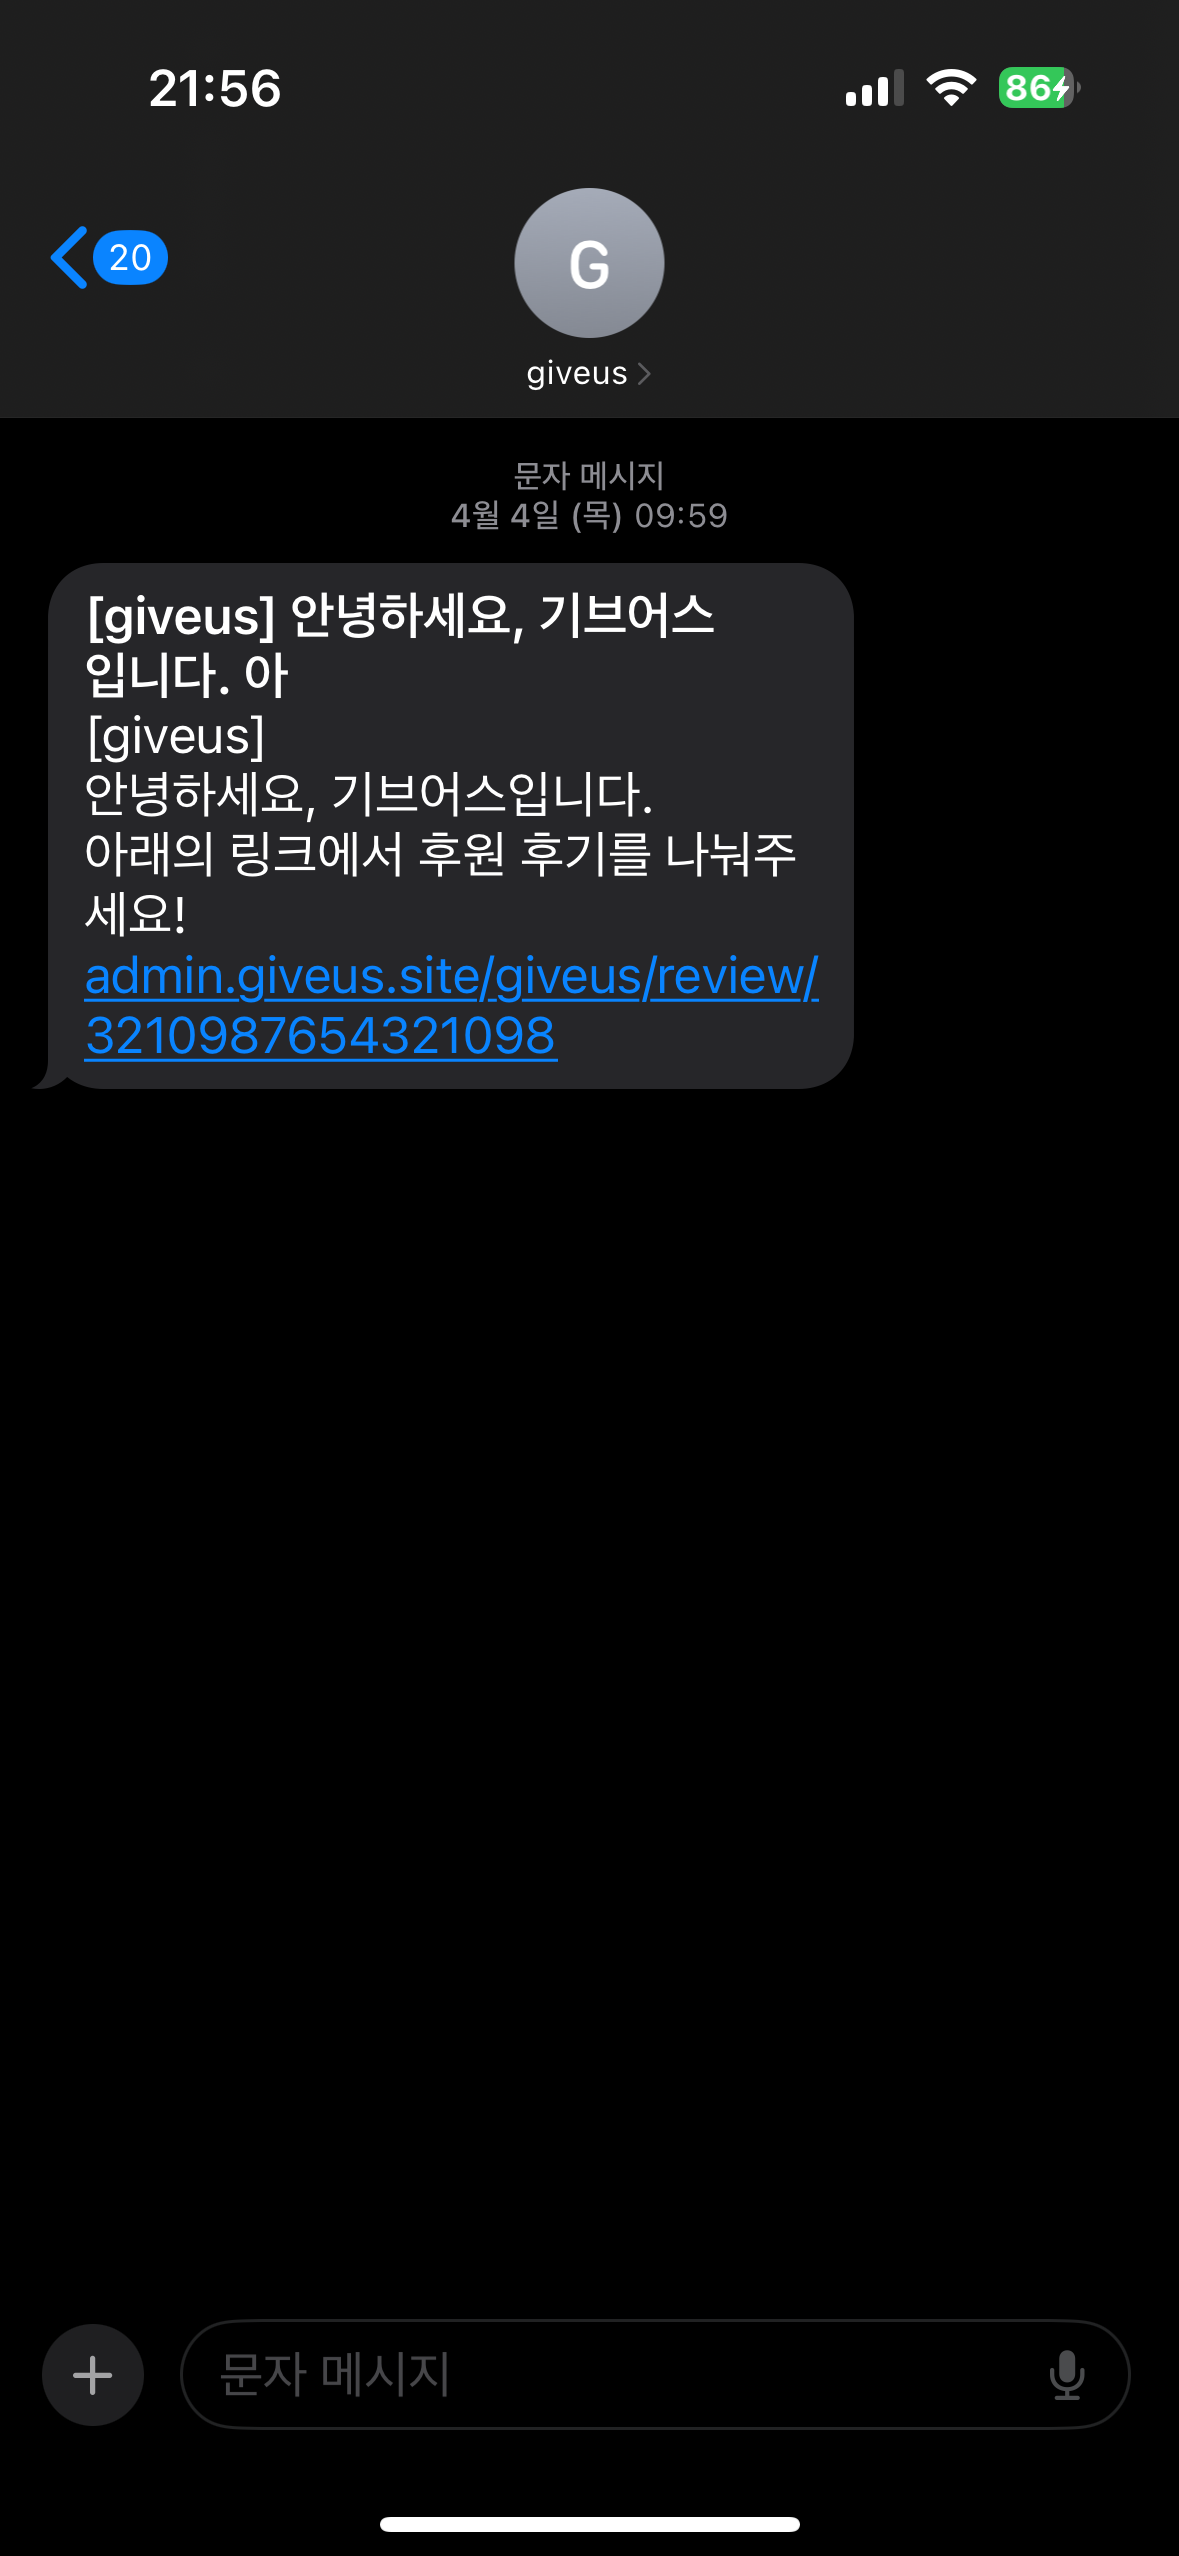 21:56
86
20
G
giveus
문자 메시지
4월 4일 (목) 09:59
[giveus] 안녕하세요, 기브어스
입니다. 아
[giveus]
안녕하세요, 기브어스입니다.
아래의 링크에서 후원 후기를 나눠주
세요!
admin.giveus.site/giveus/review/
3210987654321098
문자 메시지